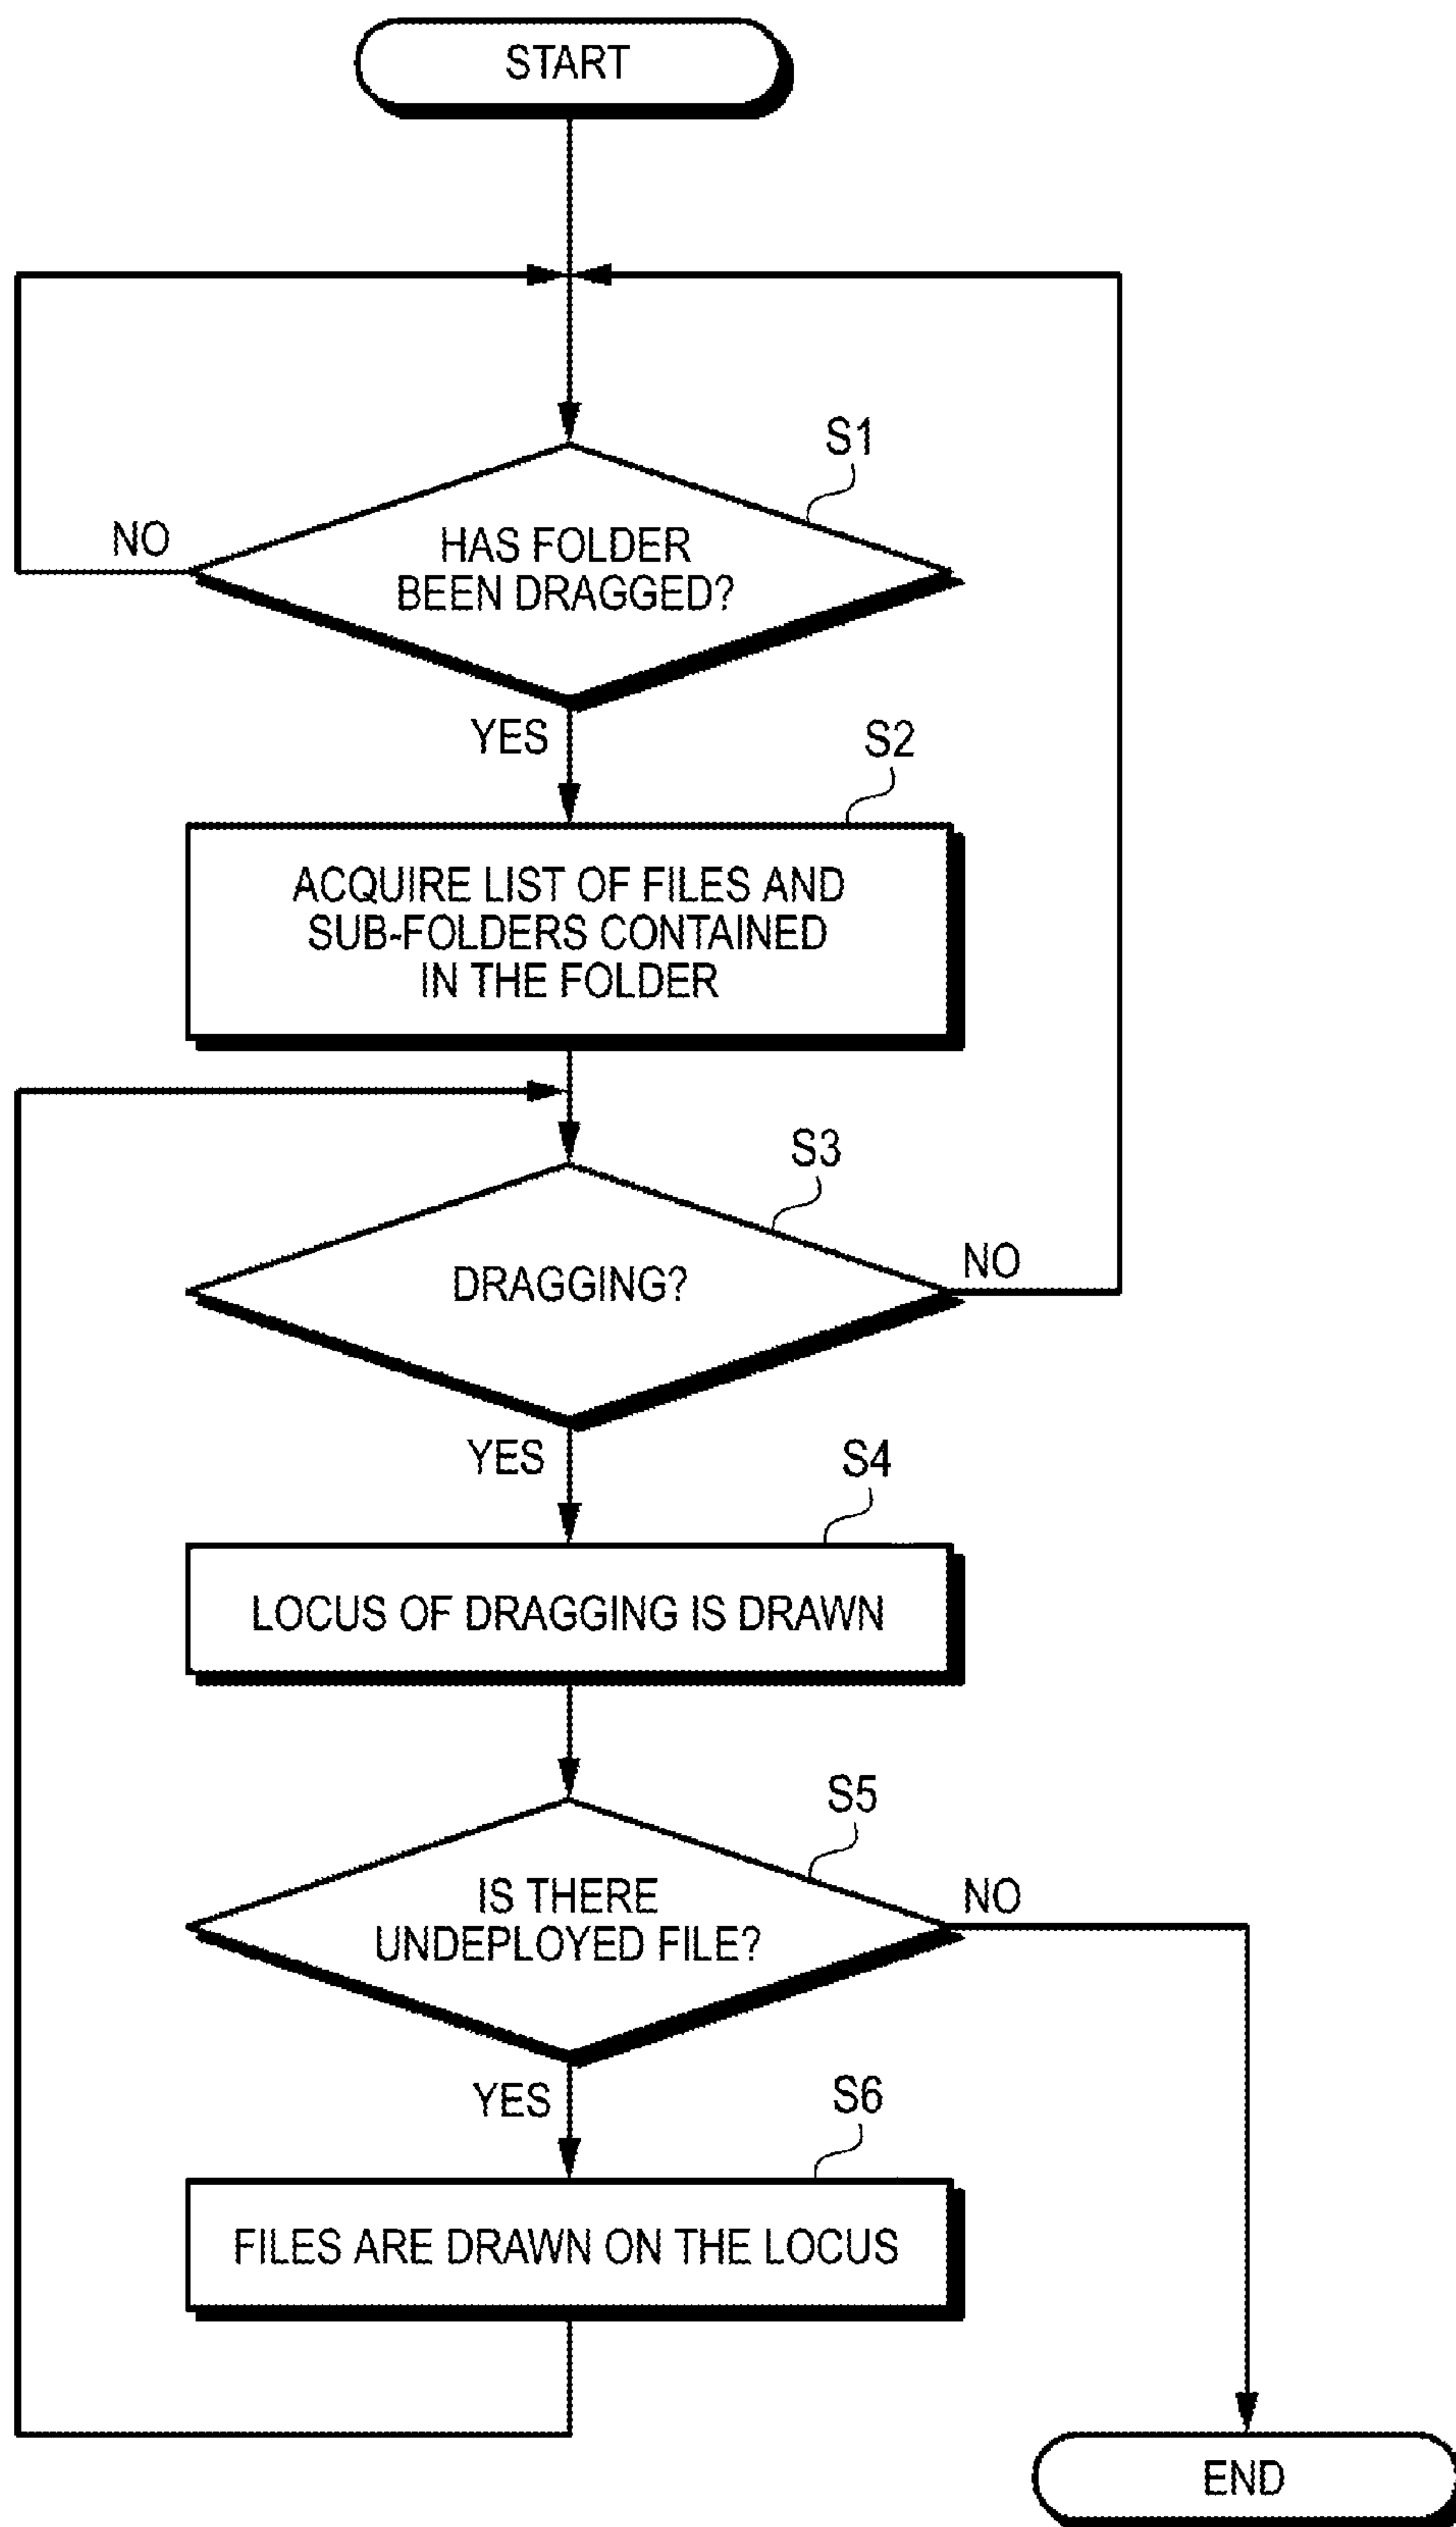 START
S1
NO
HAS FOLDER
BEEN DRAGGED?
YES
S2
ACQUIRE LIST OF FILES AND
SUB-FOLDERS CONTAINED
IN THE FOLDER
S3
DRAGGING?
NO
YES
S4
LOCUS OF DRAGGING IS DRAWN
S5
IS THERE
UNDEPLOYED FILE?
NO
YES
S6
FILES ARE DRAWN ON THE LOCUS
END